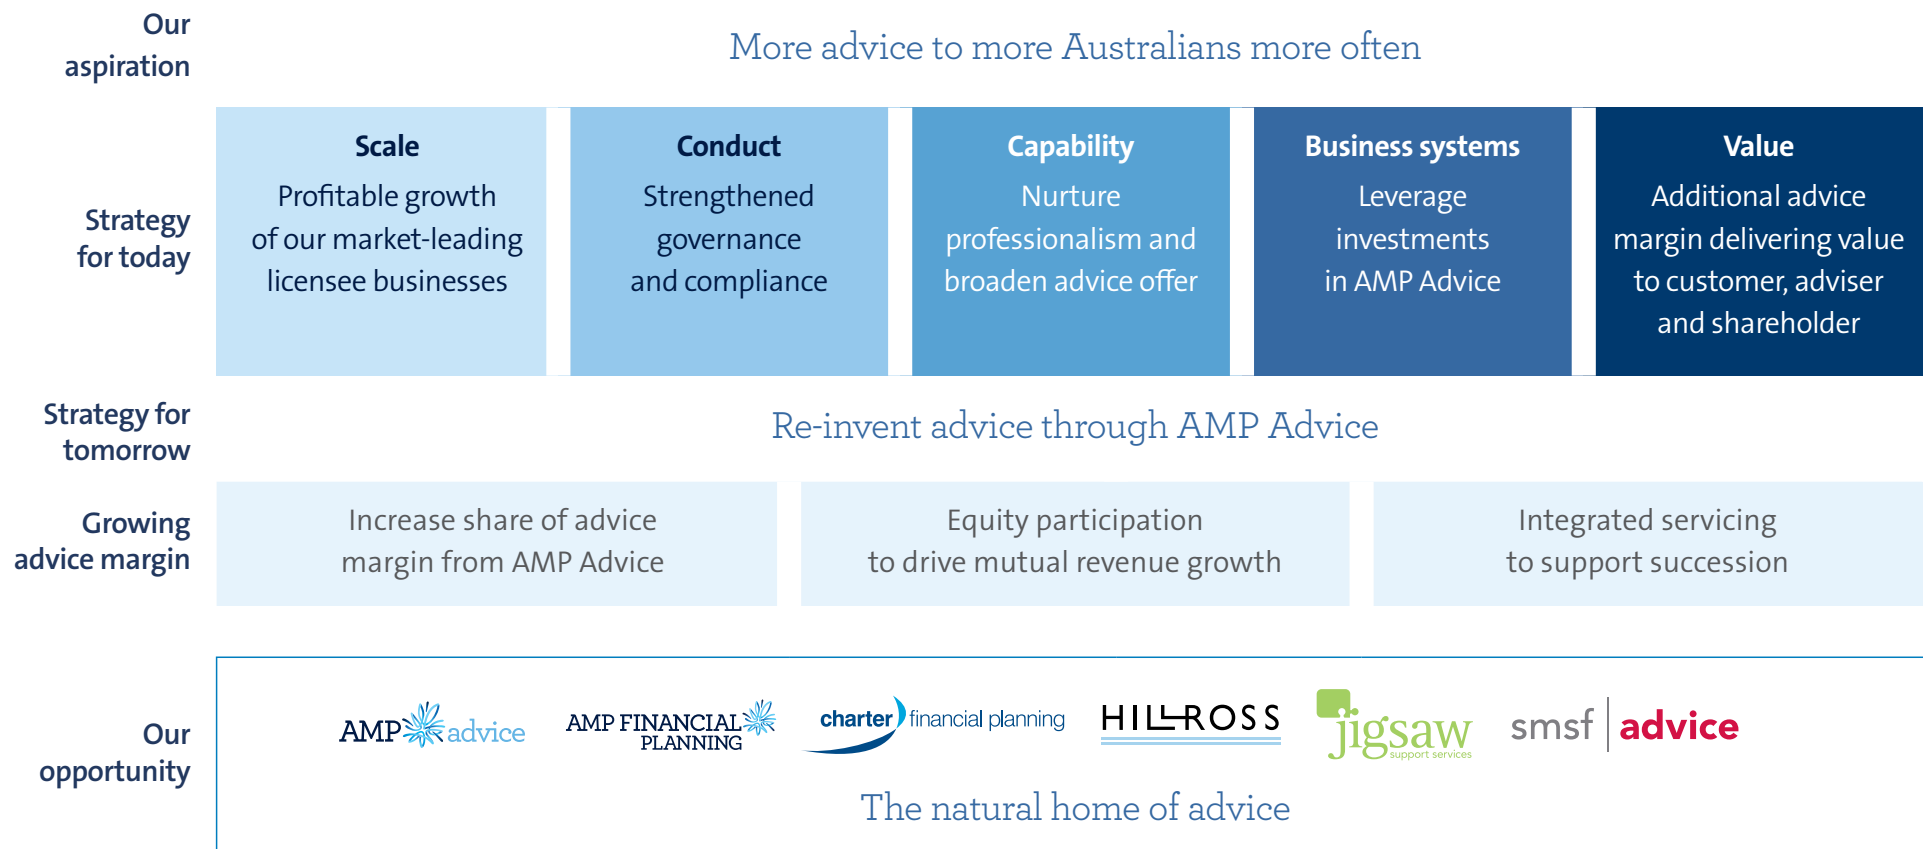 Our
aspiration
More advice to more Australians more often
Strategy
for today
Scale
Profitable growth
of our market-leading
licensee businesses
Conduct
Strengthened
governance
and compliance
Capability
Nurture
professionalism and
broaden advice offer
Business systems
Leverage
investments
in AMP Advice
Value
Additional advice
margin delivering value
to customer, adviser
and shareholder
Strategy for
tomorrow
Re-invent advice through AMP Advice
Growing
advice margin
Increase share of advice
margin from AMP Advice
Equity participation
to drive mutual revenue growth
Integrated servicing
to support succession
Our
opportunity
AMP advice
AMP FINANCIAL
PLANNING
charter financial planning
HILLROSS
jigsaw
support services
smsf | advice
The natural home of advice